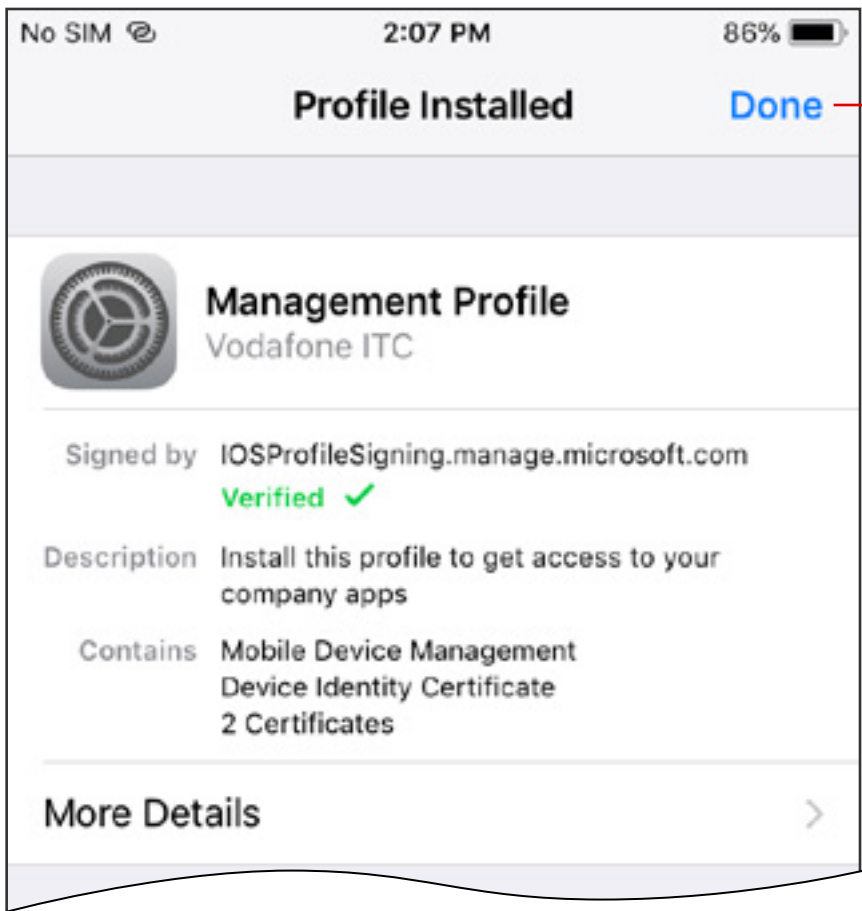 No SIM 2:07 PM 86%
Profile Installed Done
Management Profile
Vodafone ITC
Signed by IOSProfileSigning.manage.microsoft.com
Verified ✓
Description Install this profile to get access to your
company apps
Contains Mobile Device Management
Device Identity Certificate
2 Certificates
More Details